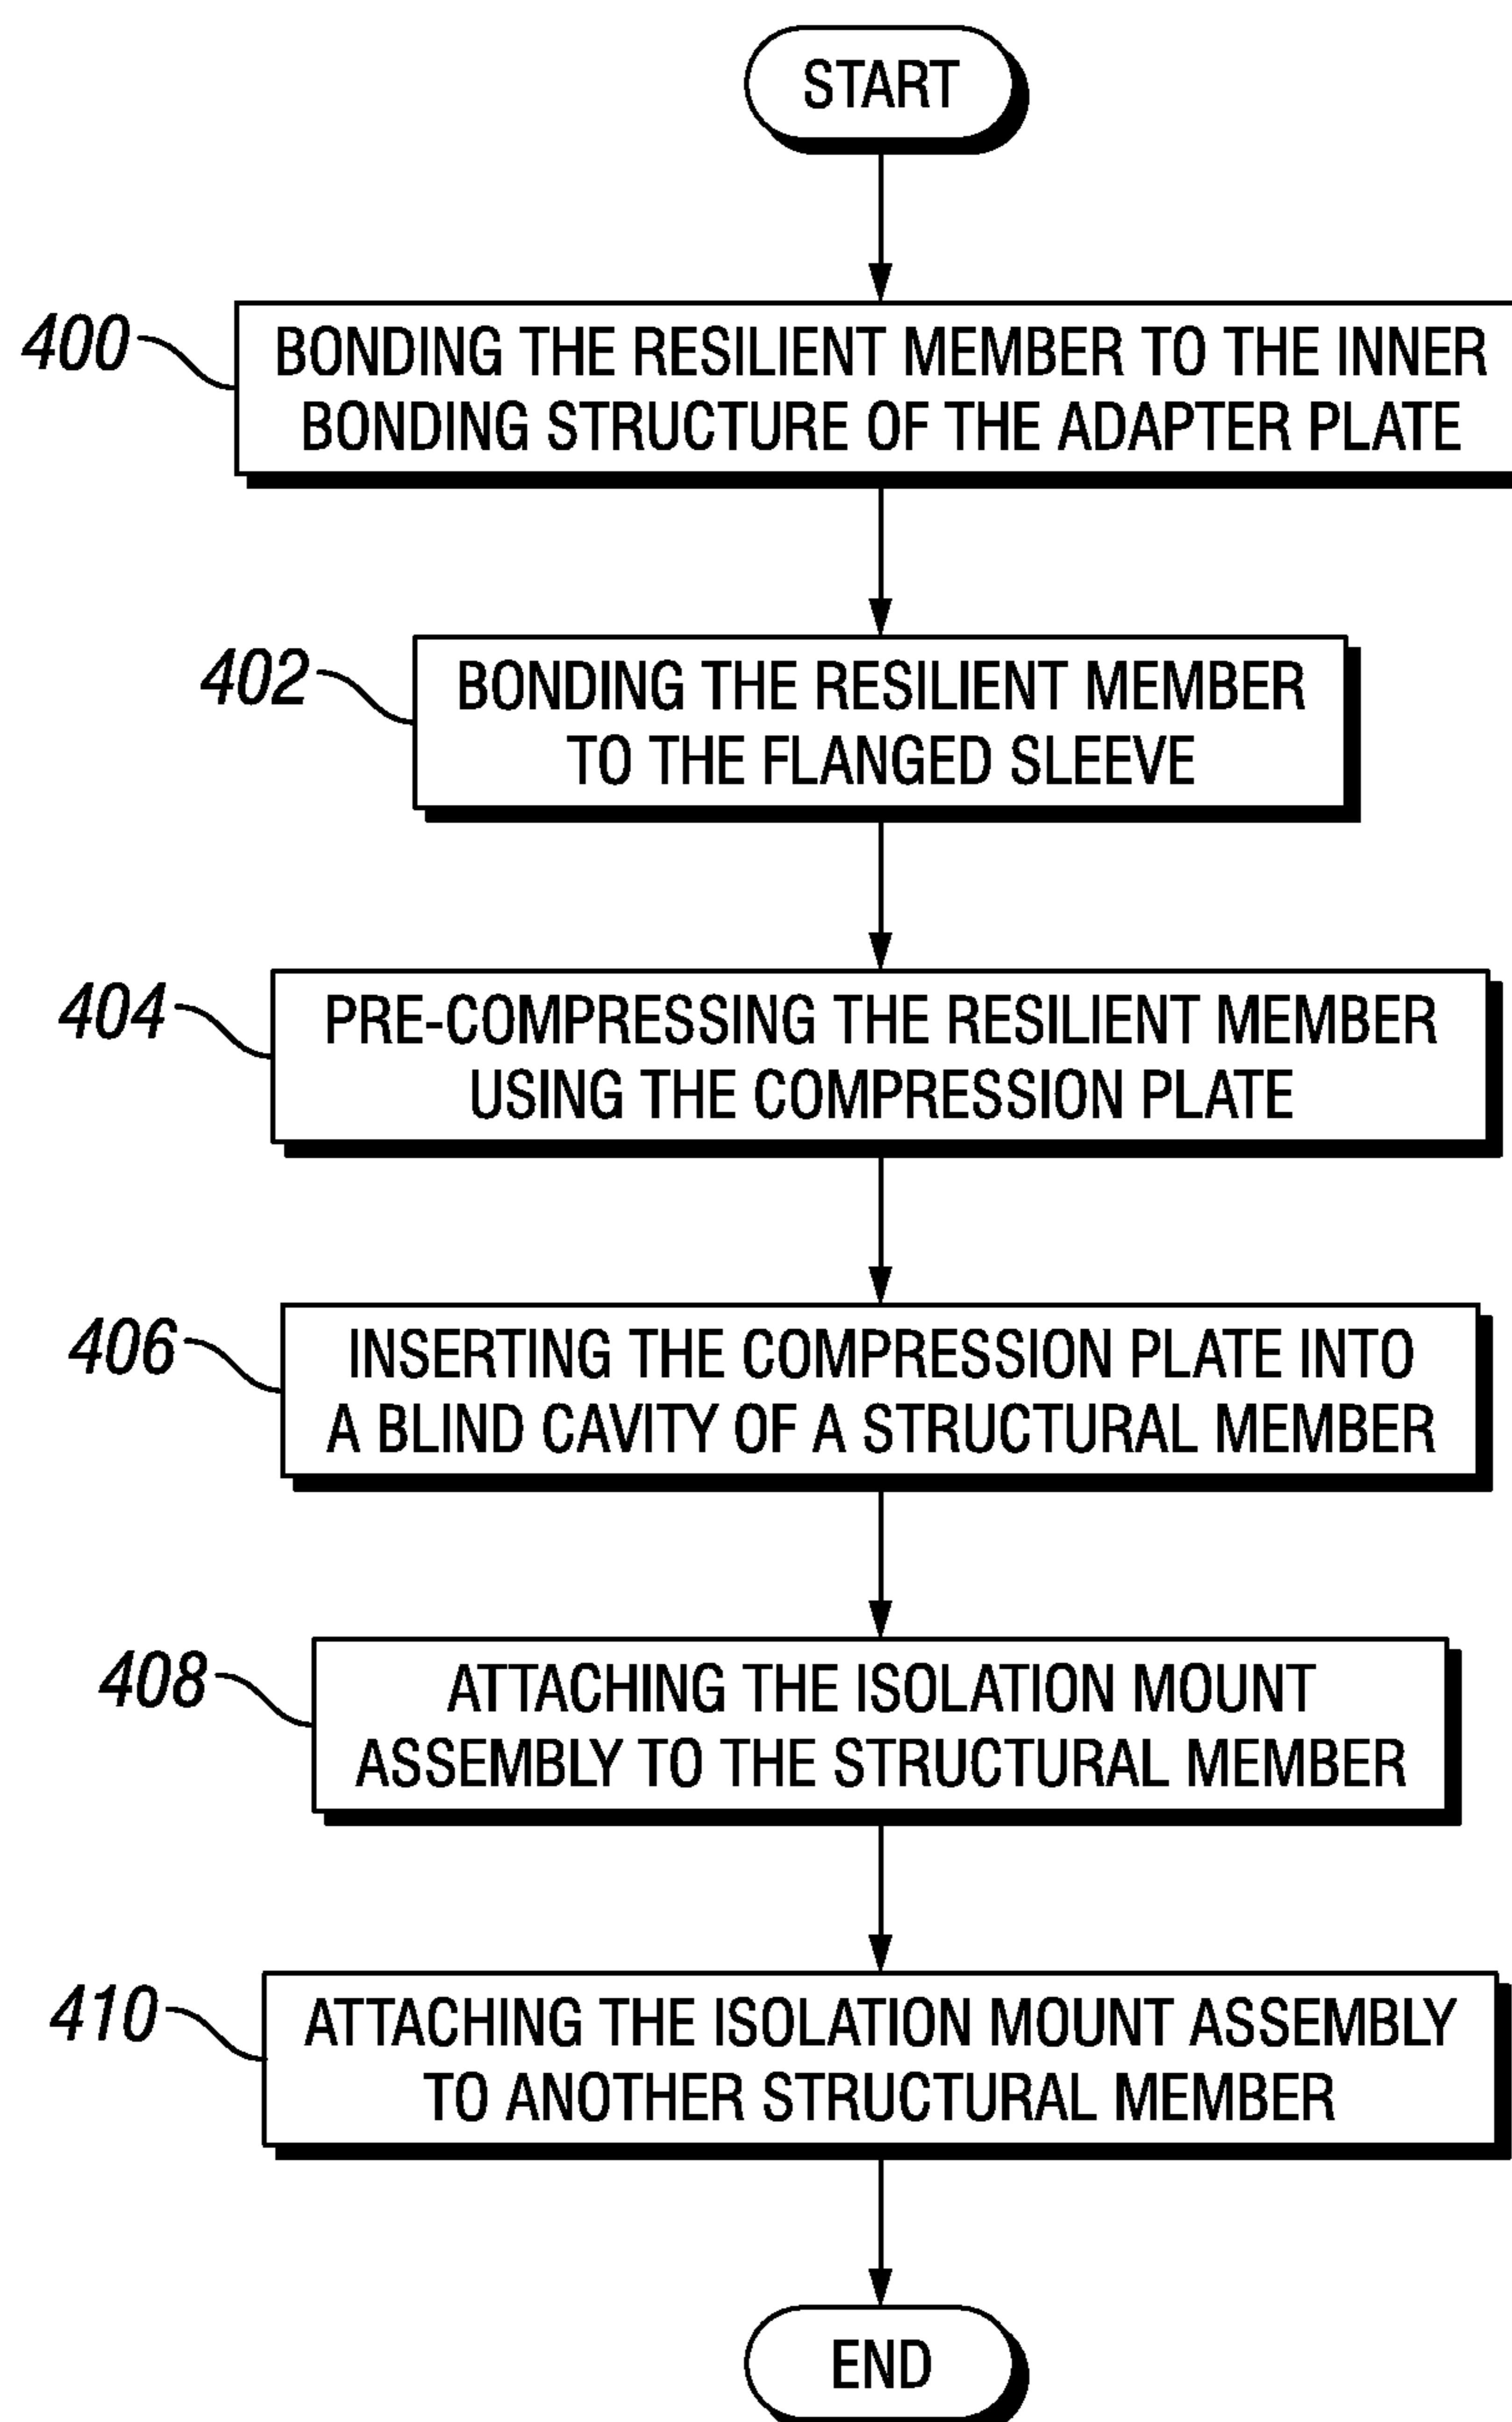 START
400
BONDING THE RESILIENT MEMBER TO THE INNER
BONDING STRUCTURE OF THE ADAPTER PLATE
402
BONDING THE RESILIENT MEMBER
TO THE FLANGED SLEEVE
404
PRE-COMPRESSING THE RESILIENT MEMBER
USING THE COMPRESSION PLATE
406
INSERTING THE COMPRESSION PLATE INTO
A BLIND CAVITY OF A STRUCTURAL MEMBER
408
ATTACHING THE ISOLATION MOUNT
ASSEMBLY TO THE STRUCTURAL MEMBER
410
ATTACHING THE ISOLATION MOUNT ASSEMBLY
TO ANOTHER STRUCTURAL MEMBER
END